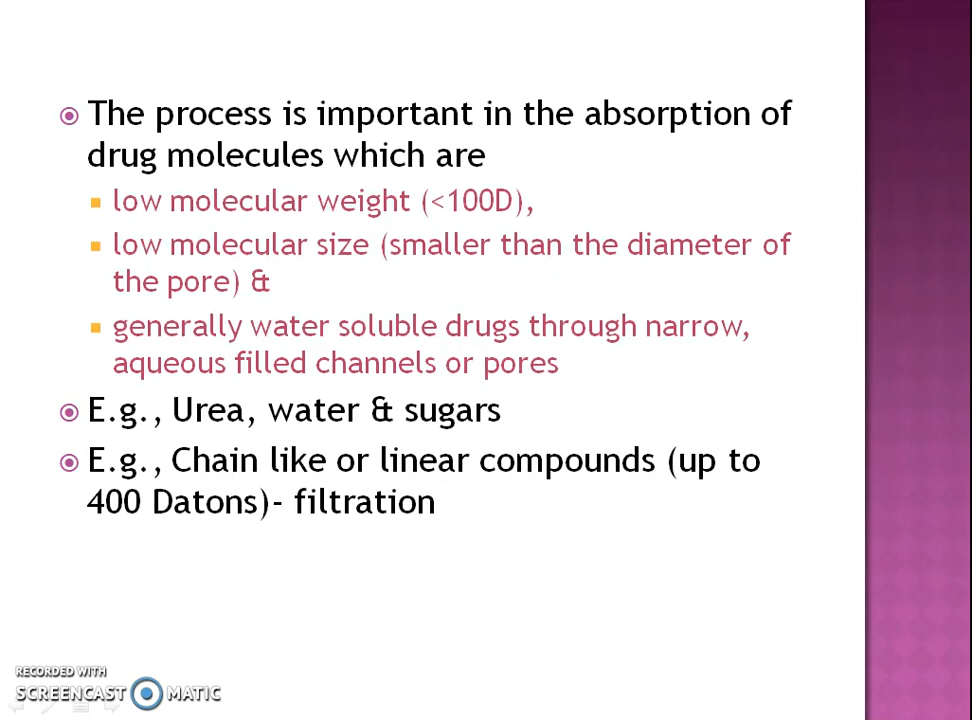 The process is important in the absorption of
drug molecules which are
low molecular weight (<100D),
low molecular size (smaller than the diameter of
the pore) &
generally water soluble drugs through narrow,
aqueous filled channels or pores
E.g., Urea, water & sugars
E.g., Chain like or linear compounds (up to
400 Datons)- filtration
RECORDED WITH
SCREENCAST MATIC